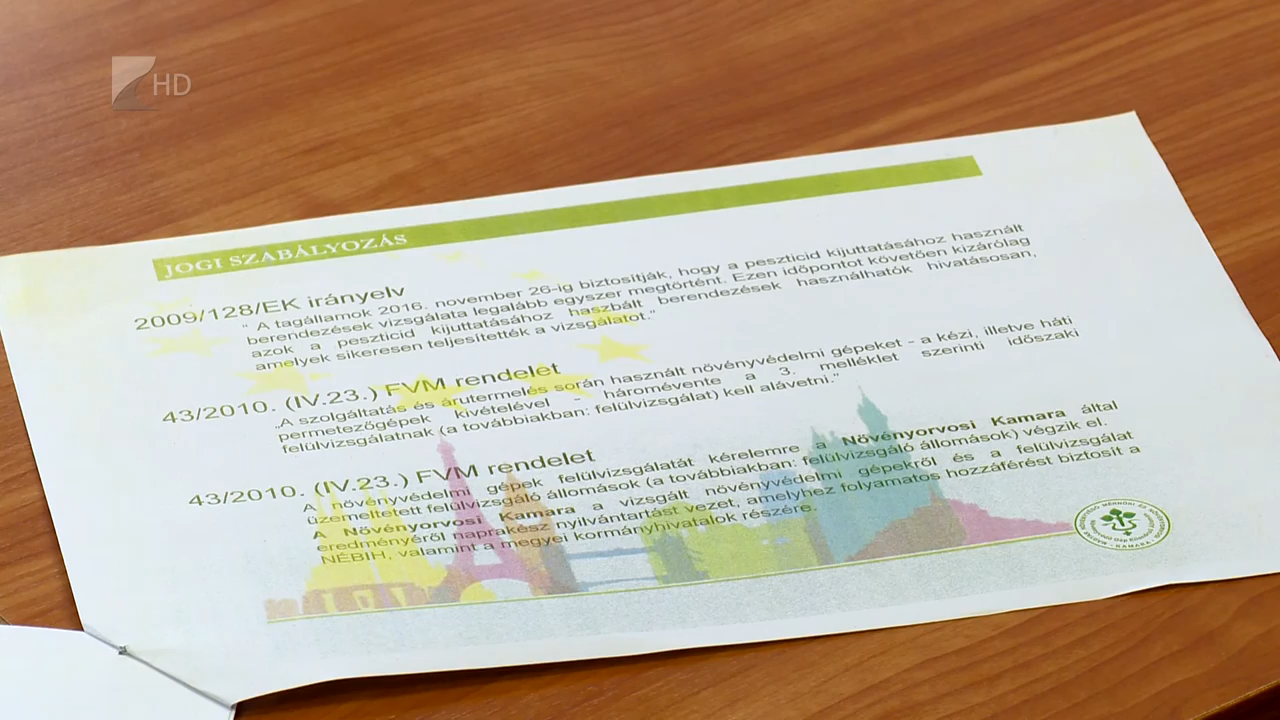 HD
JOGI SZABÁLYOZÁS
2009/128/EK irányelv
“ A tagállamok 2016. november 26-ig biztosítják, hogy a peszticid kijuttatásához használt
berendezések vizsgálata legalább egyszer megtörtént. Ezen időpontot követően kizárólag
azok a peszticid kijuttatásához haszbált berendezések használhatók hivatásosan,
amelyek sikeresen teljesítették a vizsgálatot.”
43/2010. (IV.23.) FVM rendelet
„A szolgáltatás és árutermelés során használt növényvédelmi gépeket - a kézi, illetve háti
permetezőgépek kivételével - háromévente a 3. melléklet szerinti időszaki
felülvizsgálatnak (a továbbiakban: felülvizsgálat) kell alávetni.”
43/2010. (IV.23.) FVM rendelet
A növényvédelmi gépek felülvizsgálatát kérelemre a Növényorvosi Kamara által
üzemeltetett felülvizsgáló állomások (a továbbiakban: felülvizsgáló állomások) végzik el.
A Növényorvosi Kamara a vizsgált növényvédelmi gépekről és a felülvizsgálat
eredményéről naprakész nyilvántartást vezet, amelyhez folyamatos hozzáférést biztosít a
NÉBIH, valamint a megyei kormányhivatalok részére.
KAMARA